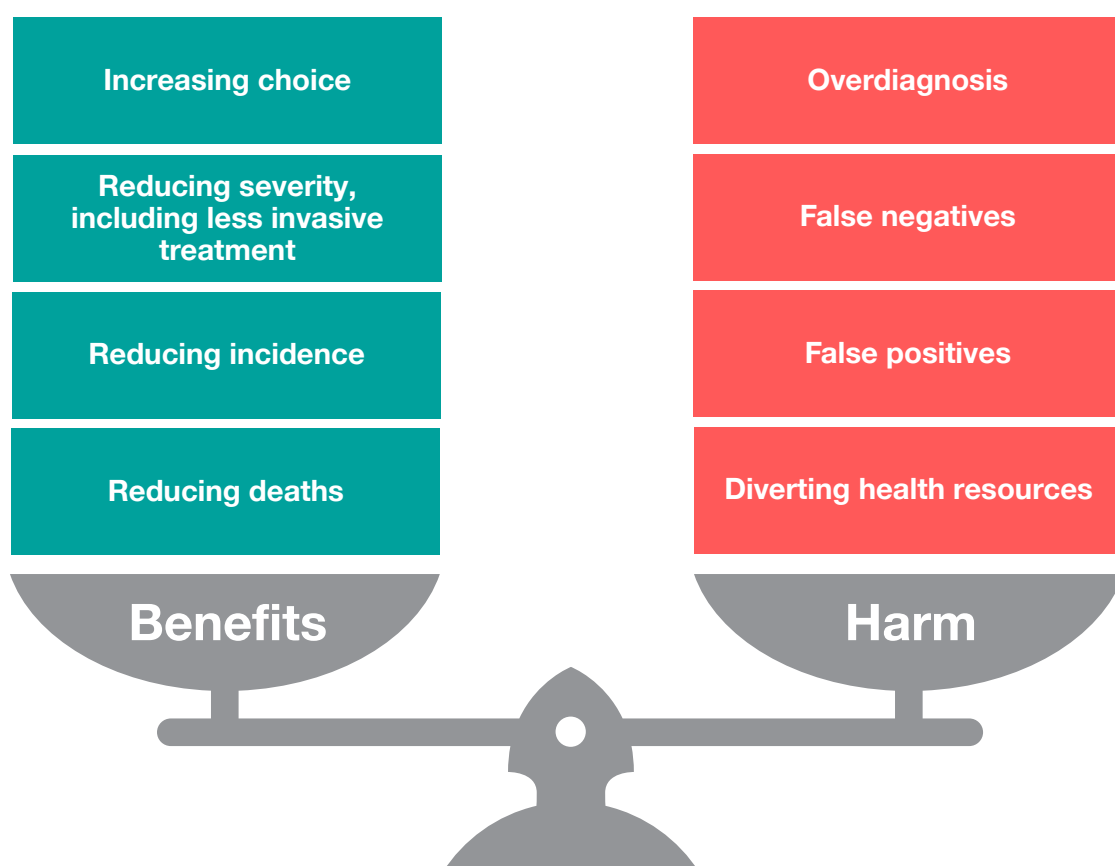 Increasing choice
Reducing severity,
including less invasive
treatment
Reducing incidence
Reducing deaths
Benefits
Overdiagnosis
False negatives
False positives
Diverting health resources
Harm